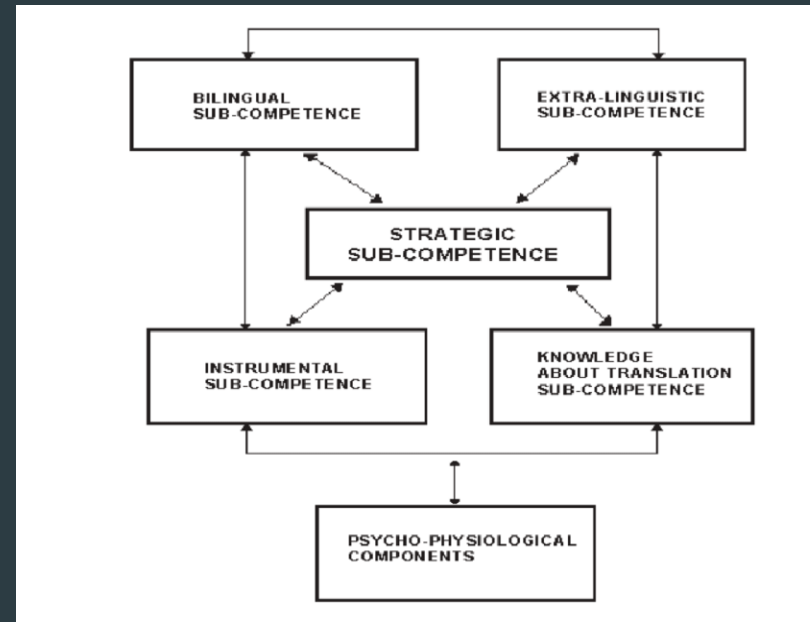 BILINGUAL
SUB-COMPETENCE
EXTRA-LINGUISTIC
SUB-COMPETENCE
STRATEGIC
SUB-COMPETENCE
INSTRUMENTAL
SUB-COMPETENCE
KNOWLEDGE
ABOUT TRANSLATION
SUB-COMPETENCE
PSYCHO-PHYSIOLOGICAL
COMPONENTS